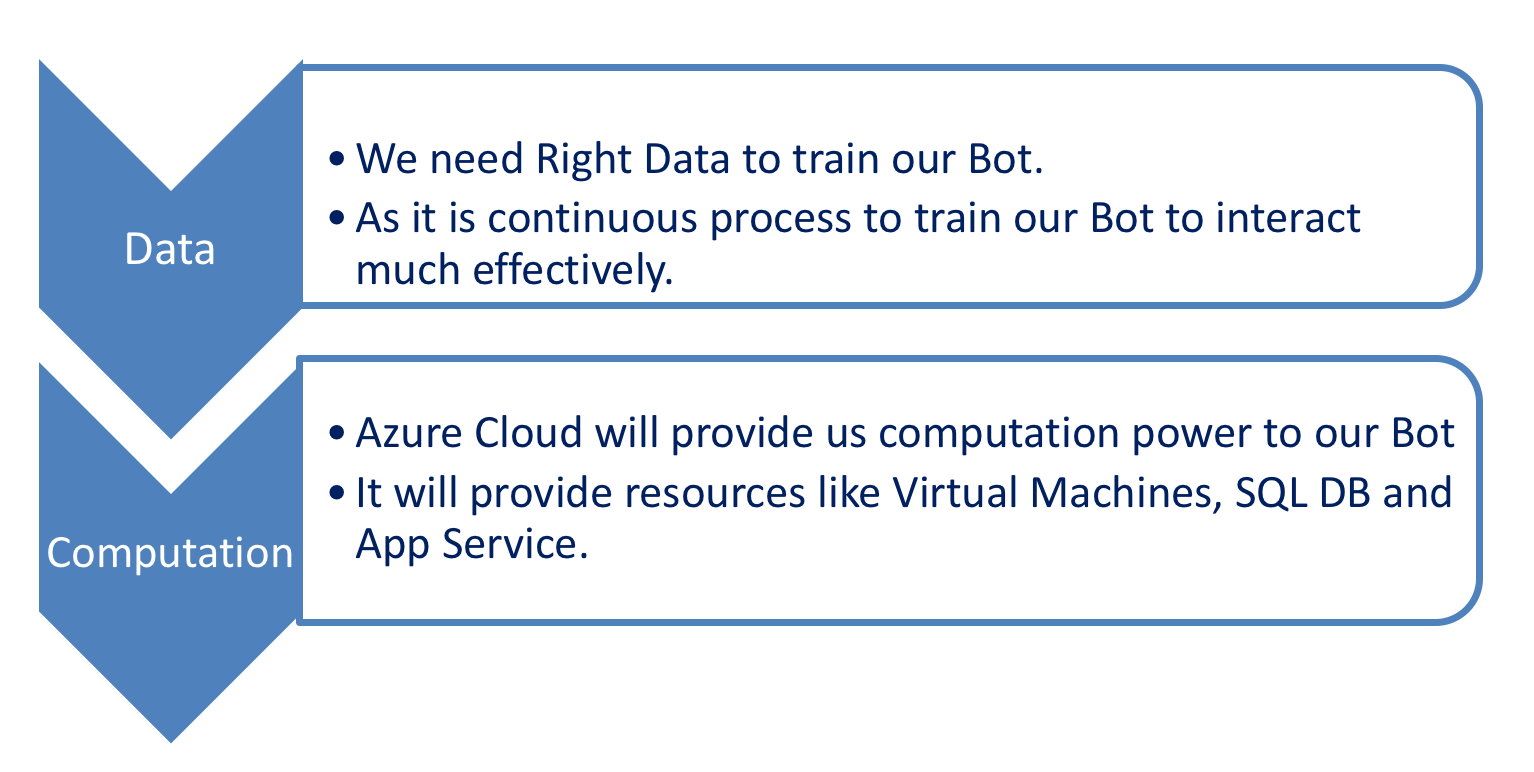 Data
• We need Right Data to train our Bot.
• As it is continuous process to train our Bot to interact
much effectively.
Computation
• Azure Cloud will provide us computation power to our Bot
• It will provide resources like Virtual Machines, SQL DB and
App Service.